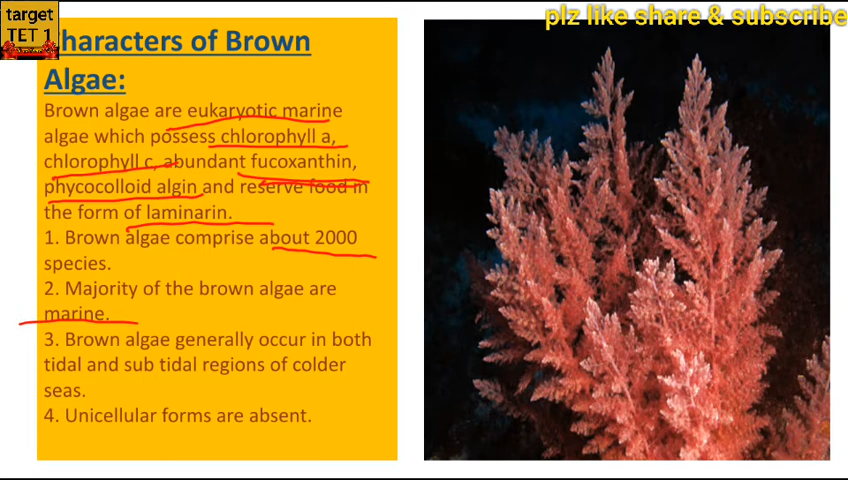 target
TET 1
plz like share & subscribe
Characters of Brown
Algae:
Brown algae are eukaryotic marine
algae which possess chlorophyll a,
chlorophyll c, abundant fucoxanthin,
phycocolloid algin and reserve food in
the form of laminarin.
1. Brown algae comprise about 2000
species.
2. Majority of the brown algae are
marine.
3. Brown algae generally occur in both
tidal and sub tidal regions of colder
seas.
4. Unicellular forms are absent.